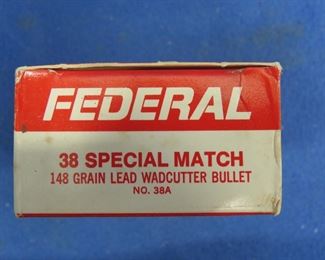 FEDERAL
38 SPECIAL MATCH
148 GRAIN LEAD WADCUTTER BULLET
NO. 38A